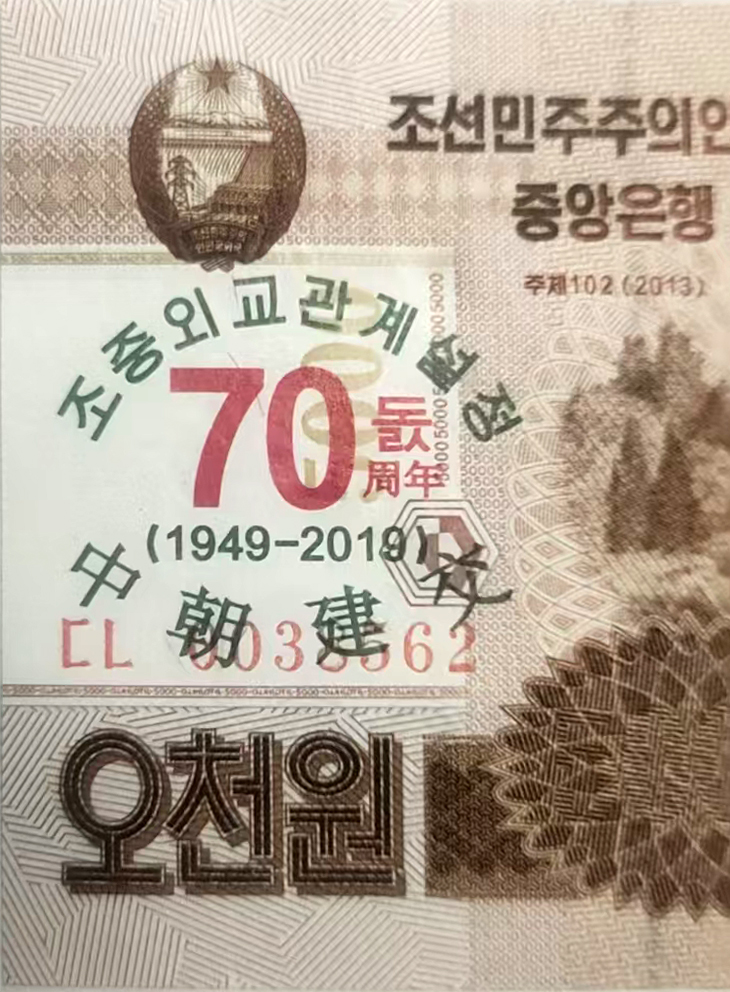 조선민주주의
중앙은행
주체102 (2013)
조중외교관계설정
5000
70 돐
周年
(1949-2019)
中朝建交
오천원